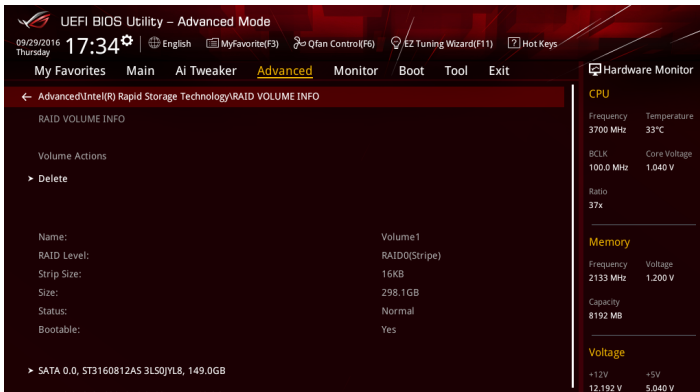 UEFI BIOS Utility – Advanced Mode
09/29/2016 Thursday 17:34 English MyFavorite(F3) Qfan Control(F6) EZ Tuning Wizard(F11) ? Hot Keys
My Favorites Main Ai Tweaker Advanced Monitor Boot Tool Exit
← Advanced\Intel(R) Rapid Storage Technology\RAID VOLUME INFO
RAID VOLUME INFO
Volume Actions
> Delete
Name: Volume1
RAID Level: RAID0(Stripe)
Strip Size: 16KB
Size: 298.1GB
Status: Normal
Bootable: Yes
> SATA 0.0, ST3160812AS 3LS0JYL8, 149.0GB
Hardware Monitor
CPU
Frequency Temperature
3700 MHz 33°C
BCLK Core Voltage
100.0 MHz 1.040 V
Ratio
37x
Memory
Frequency Voltage
2133 MHz 1.200 V
Capacity
8192 MB
Voltage
+12V +5V
12.192 V 5.040 V